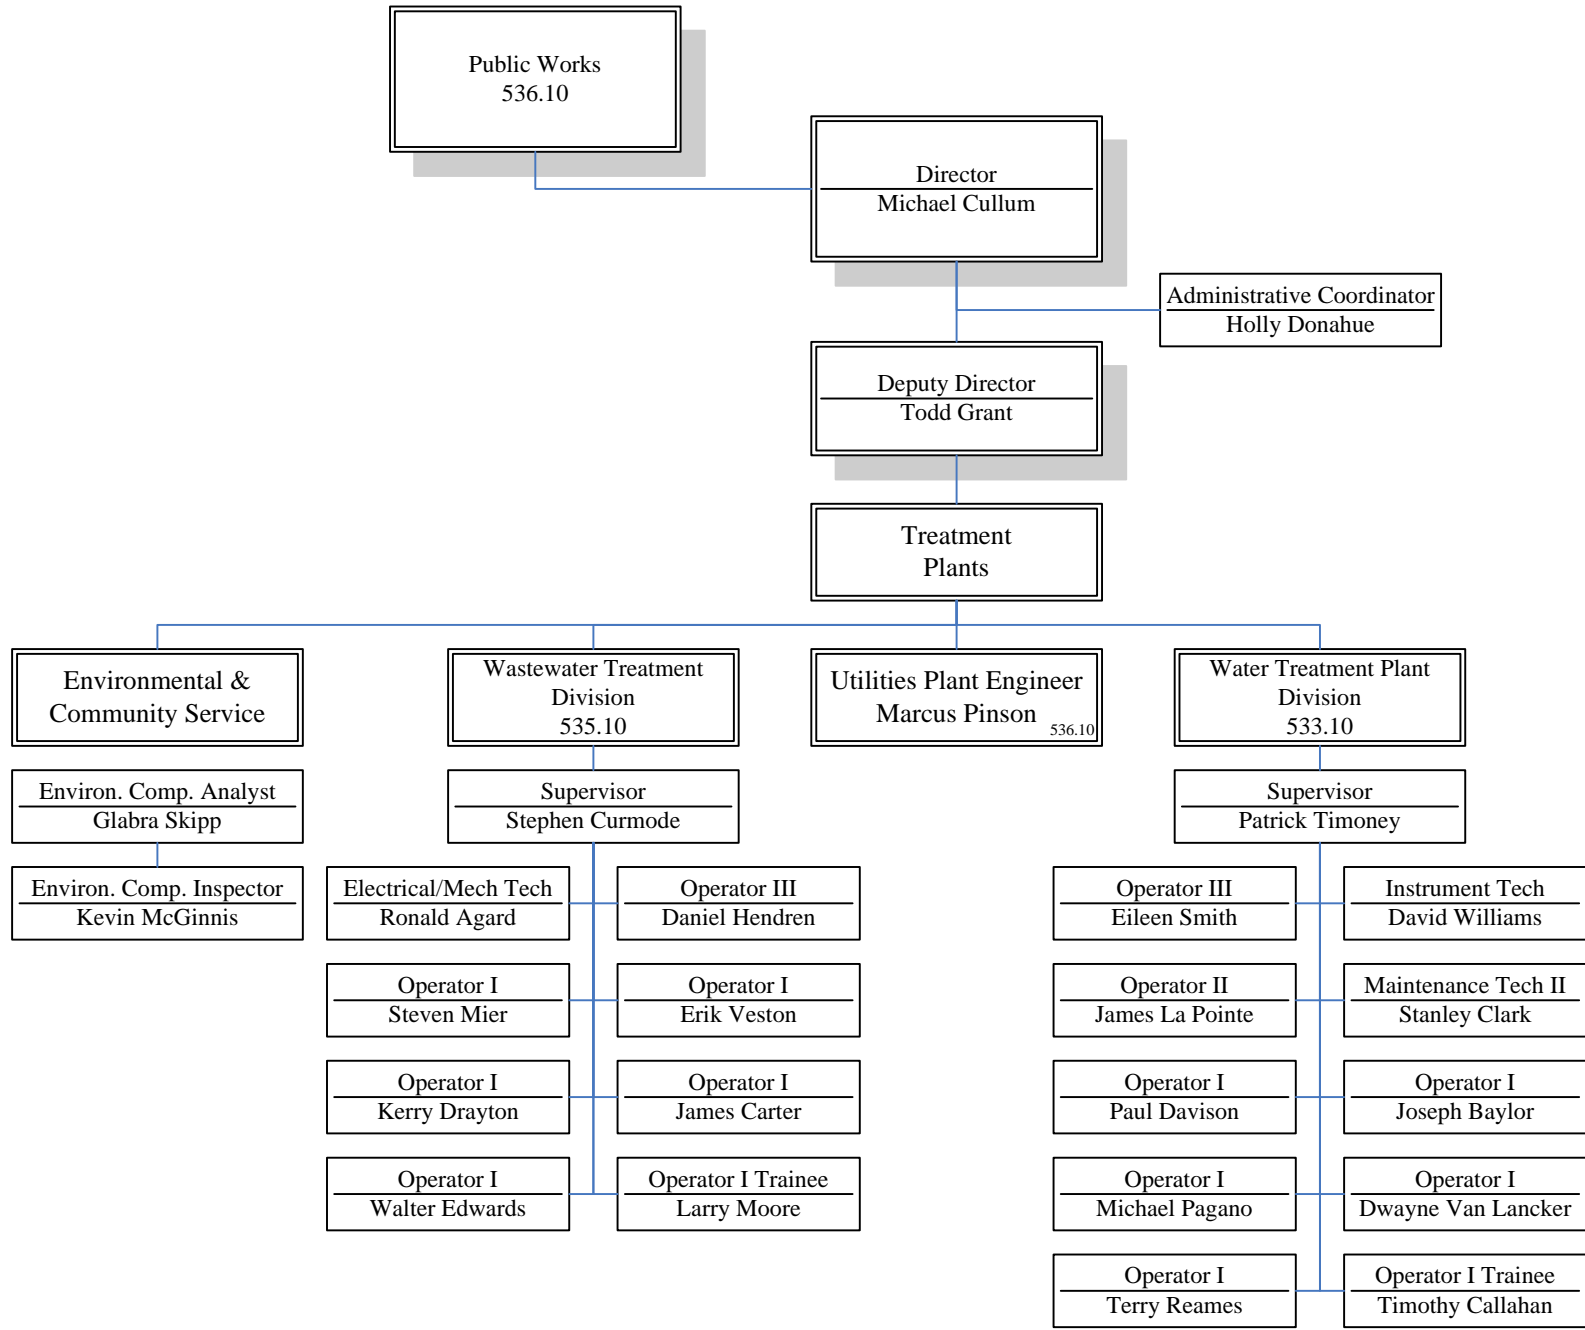 Public Works
536.10
Director
Michael Cullum
Administrative Coordinator
Holly Donahue
Deputy Director
Todd Grant
Treatment
Plants
Environmental &
Community Service
Wastewater Treatment
Division
535.10
Utilities Plant Engineer
Marcus Pinson
536.10
Water Treatment Plant
Division
533.10
Environ. Comp. Analyst
Glabra Skipp
Environ. Comp. Inspector
Kevin McGinnis
Supervisor
Stephen Curmode
Electrical/Mech Tech
Ronald Agard
Operator III
Daniel Hendren
Operator I
Steven Mier
Operator I
Erik Veston
Operator I
Kerry Drayton
Operator I
James Carter
Operator I
Walter Edwards
Operator I Trainee
Larry Moore
Supervisor
Patrick Timoney
Operator III
Eileen Smith
Instrument Tech
David Williams
Operator II
James La Pointe
Maintenance Tech II
Stanley Clark
Operator I
Paul Davison
Operator I
Joseph Baylor
Operator I
Michael Pagano
Operator I
Dwayne Van Lancker
Operator I
Terry Reames
Operator I Trainee
Timothy Callahan